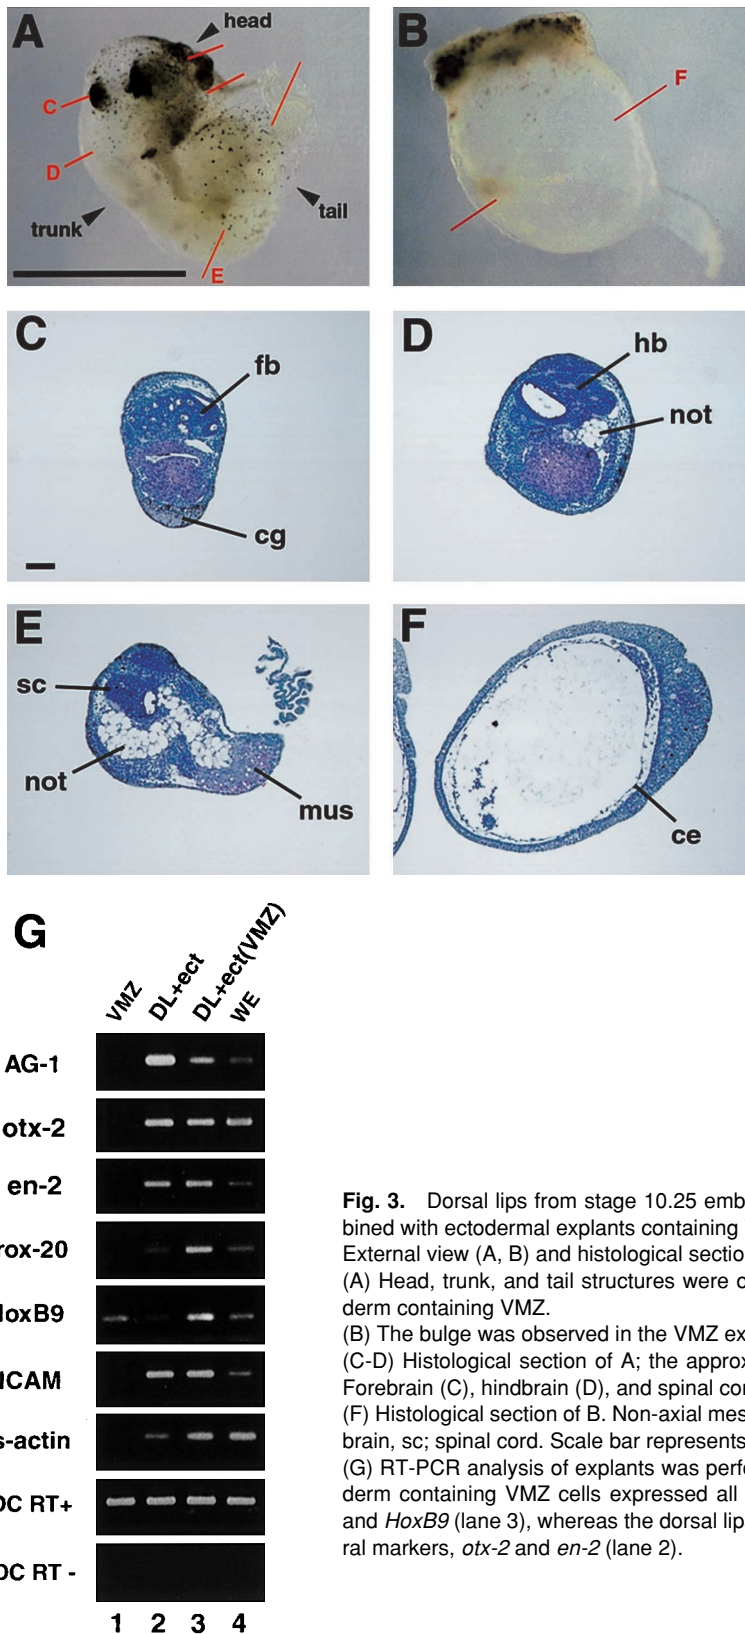 A
head
C
D
trunk
tail
E
B
F
C
fb
cg
D
hb
not
E
sc
not
mus
F
ce
G
VMZ
DL+ect
DL+ect(VMZ)
WE
AG-1
otx-2
en-2
rox-20
HoxB9
NCAM
s-actin
DC RT+
DC RT -
1 2 3 4
Fig. 3. Dorsal lips from stage 10.25 emb
bined with ectodermal explants containing
External view (A, B) and histological sectio
(A) Head, trunk, and tail structures were o
derm containing VMZ.
(B) The bulge was observed in the VMZ ex
(C-D) Histological section of A; the approx
Forebrain (C), hindbrain (D), and spinal cor
(F) Histological section of B. Non-axial mes
brain, sc; spinal cord. Scale bar represents
(G) RT-PCR analysis of explants was perfo
derm containing VMZ cells expressed all
and HoxB9 (lane 3), whereas the dorsal lips
ral markers, otx-2 and en-2 (lane 2).